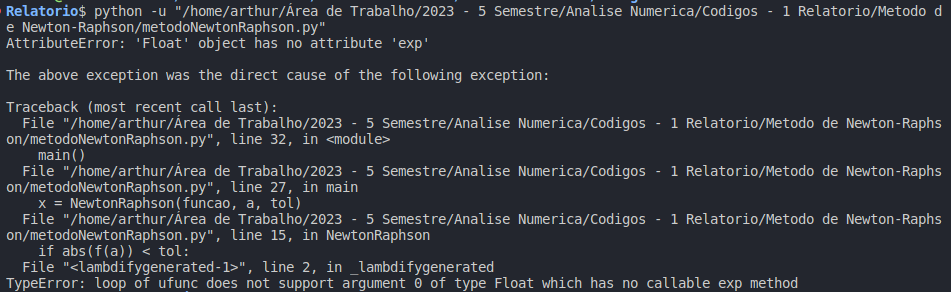 Relatorio$ python -u "/home/arthur/Área de Trabalho/2023 - 5 Semestre/Analise Numerica/Codigos - 1 Relatorio/Metodo d
e Newton-Raphson/metodoNewtonRaphson.py"
AttributeError: 'Float' object has no attribute 'exp'
The above exception was the direct cause of the following exception:
Traceback (most recent call last):
File "/home/arthur/Área de Trabalho/2023 - 5 Semestre/Analise Numerica/Codigos - 1 Relatorio/Metodo de Newton-Raphs
on/metodoNewtonRaphson.py", line 32, in <module>
main()
File "/home/arthur/Área de Trabalho/2023 - 5 Semestre/Analise Numerica/Codigos - 1 Relatorio/Metodo de Newton-Raphs
on/metodoNewtonRaphson.py", line 27, in main
x = NewtonRaphson(funcao, a, tol)
File "/home/arthur/Área de Trabalho/2023 - 5 Semestre/Analise Numerica/Codigos - 1 Relatorio/Metodo de Newton-Raphs
on/metodoNewtonRaphson.py", line 15, in NewtonRaphson
if abs(f(a)) < tol:
File "<lambdifygenerated-1>", line 2, in _lambdifygenerated
TypeError: loop of ufunc does not support argument 0 of type Float which has no callable exp method